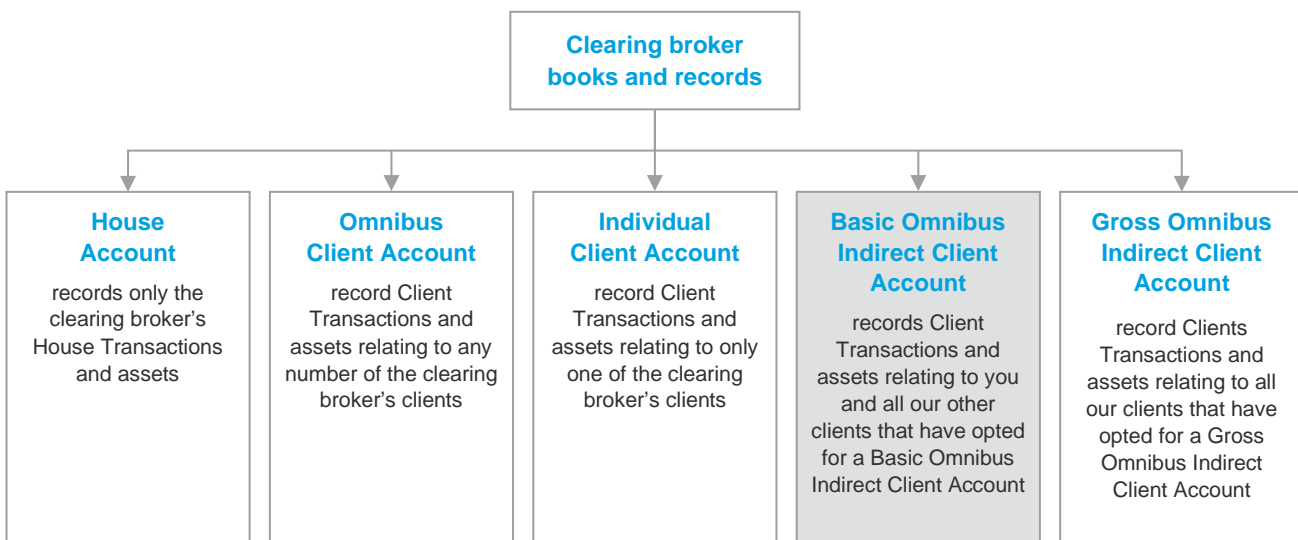 Clearing broker
books and records
House
Account
records only the
clearing broker's
House Transactions
and assets
Omnibus
Client Account
record Client
Transactions and
assets relating to any
number of the clearing
broker's clients
Individual
Client Account
record Client
Transactions and
assets relating to only
one of the clearing
broker's clients
Basic Omnibus
Indirect Client
Account
records Client
Transactions and
assets relating to you
and all our other
clients that have opted
for a Basic Omnibus
Indirect Client Account
Gross Omnibus
Indirect Client
Account
record Clients
Transactions and
assets relating to all
our clients that have
opted for a Gross
Omnibus Indirect
Client Account